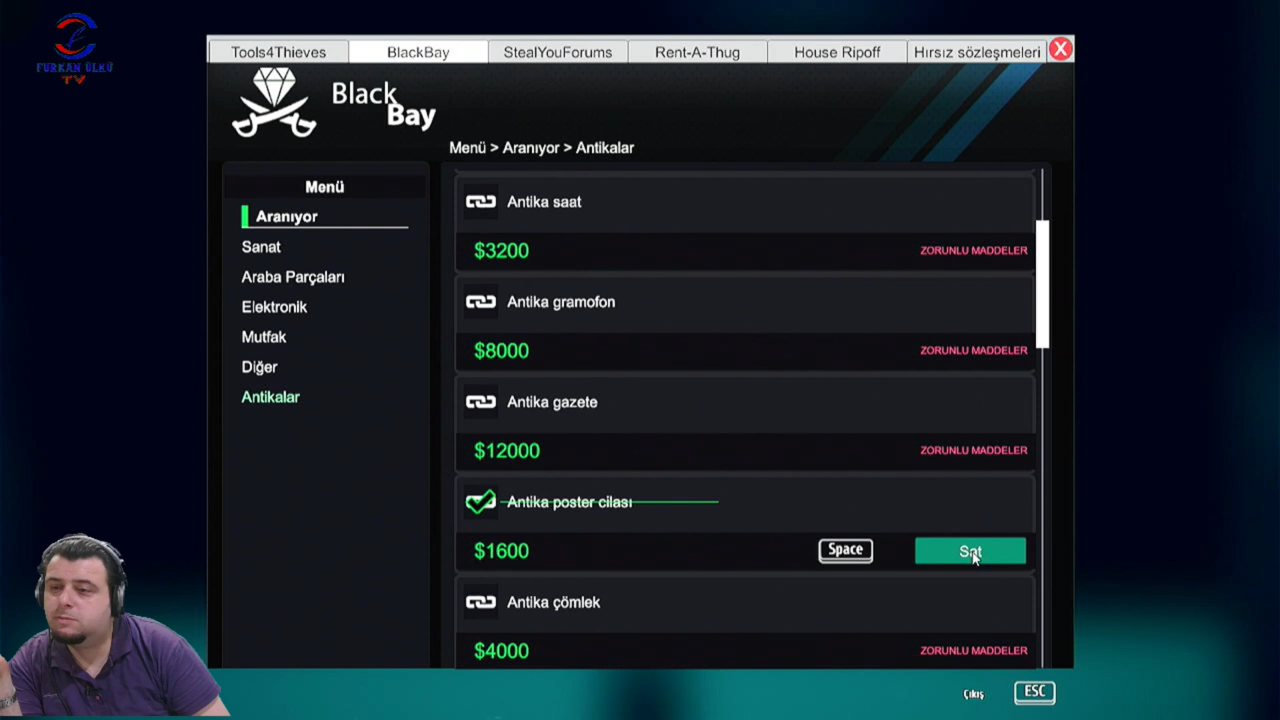 FURKAN ÜLKÜ
TV
Tools4Thieves
BlackBay
StealYouForums
Rent-A-Thug
House Ripoff
Hırsız sözleşmeleri
X
Black
Bay
Menü > Aranıyor > Antikalar
Menü
Aranıyor
Sanat
Araba Parçaları
Elektronik
Mutfak
Diğer
Antikalar
Antika saat
$3200
ZORUNLU MADDELER
Antika gramofon
$8000
ZORUNLU MADDELER
Antika gazete
$12000
ZORUNLU MADDELER
Antika poster cilası
$1600
Space
Sat
Antika çömlek
$4000
ZORUNLU MADDELER
Çıkış
ESC